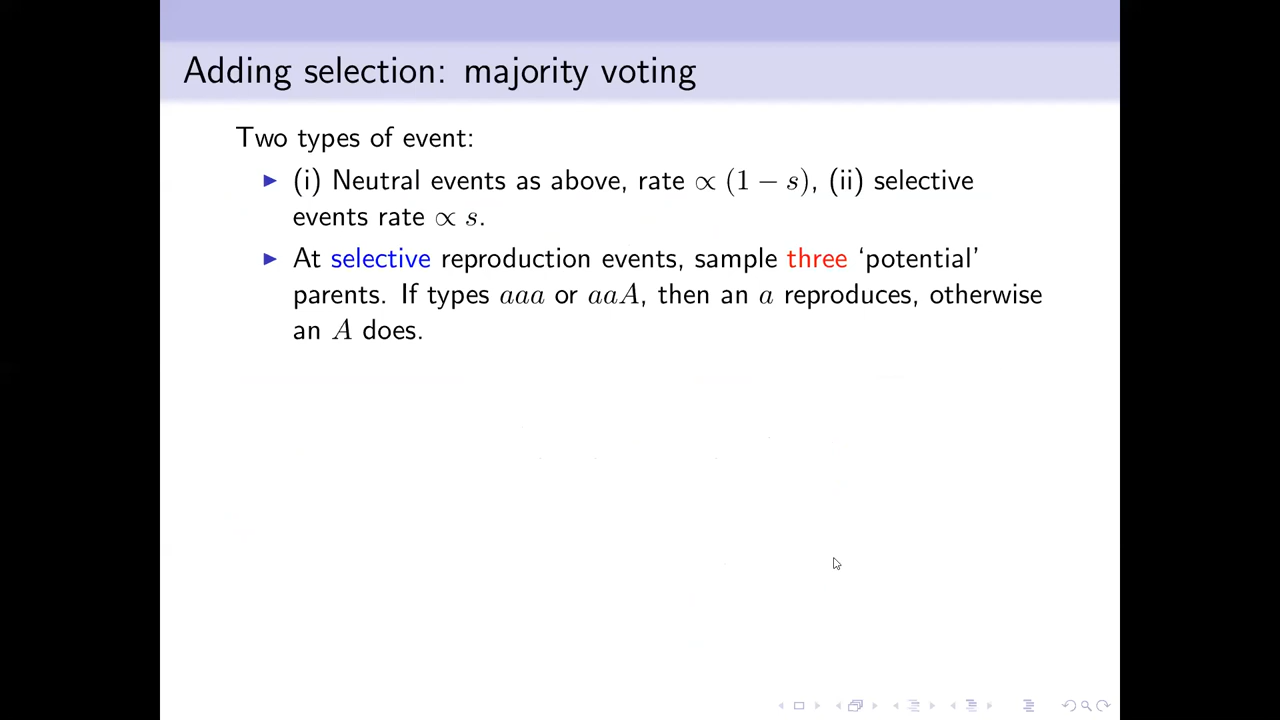 Adding selection: majority voting
Two types of event:
▶ (i) Neutral events as above, rate ∝ (1 − s), (ii) selective
events rate ∝ s.
▶ At selective reproduction events, sample three ‘potential’
parents. If types aaa or aaA, then an a reproduces, otherwise
an A does.